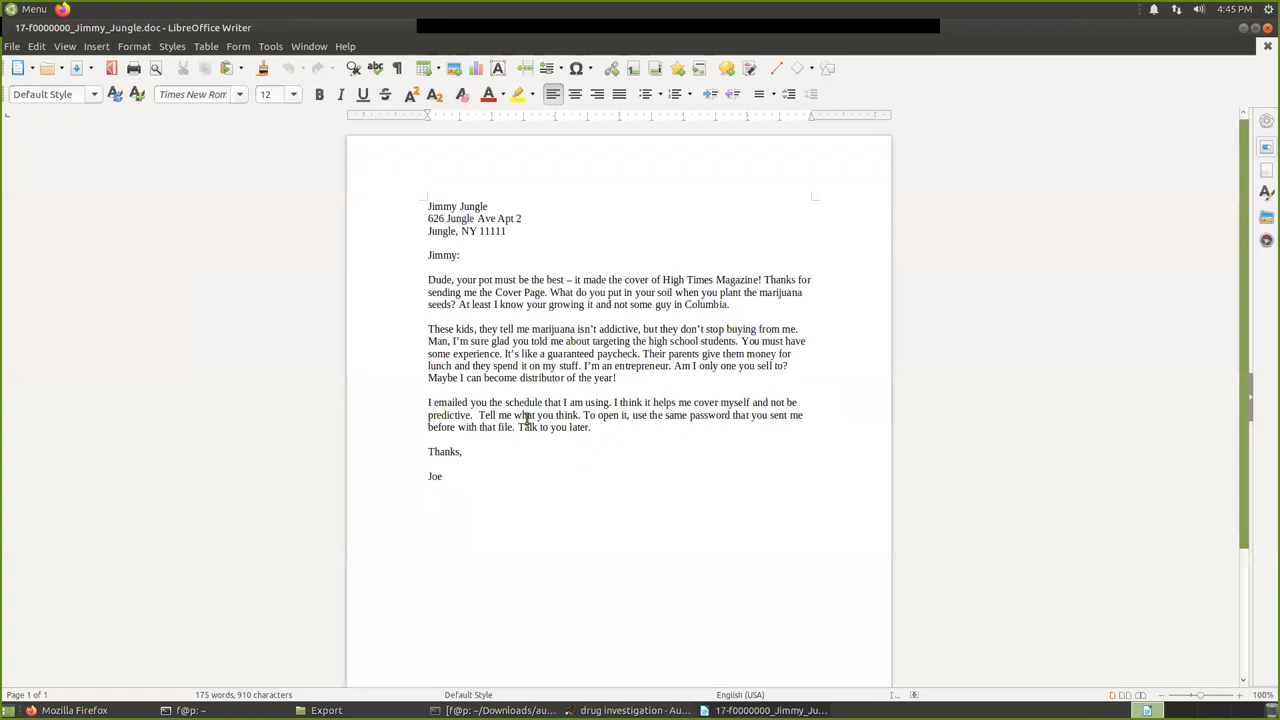 Menu
4:45 PM
17-f0000000_Jimmy_Jungle.doc - LibreOffice Writer
File Edit View Insert Format Styles Table Form Tools Window Help
Default Style
Times New Rom
12
Jimmy Jungle
626 Jungle Ave Apt 2
Jungle, NY 11111
Jimmy:
Dude, your pot must be the best – it made the cover of High Times Magazine! Thanks for
sending me the Cover Page. What do you put in your soil when you plant the marijuana
seeds? At least I know your growing it and not some guy in Columbia.
These kids, they tell me marijuana isn’t addictive, but they don’t stop buying from me.
Man, I’m sure glad you told me about targeting the high school students. You must have
some experience. It’s like a guaranteed paycheck. Their parents give them money for
lunch and they spend it on my stuff. I’m an entrepreneur. Am I only one you sell to?
Maybe I can become distributor of the year!
I emailed you the schedule that I am using. I think it helps me cover myself and not be
predictive.  Tell me what you think. To open it, use the same password that you sent me
before with that file. Talk to you later.
Thanks,
Joe
Page 1 of 1
175 words, 910 characters
Default Style
English (USA)
100%
Mozilla Firefox
f@p: ~
Export
[f@p: ~/Downloads/au...
drug investigation - Au...
17-f0000000_Jimmy_Ju...